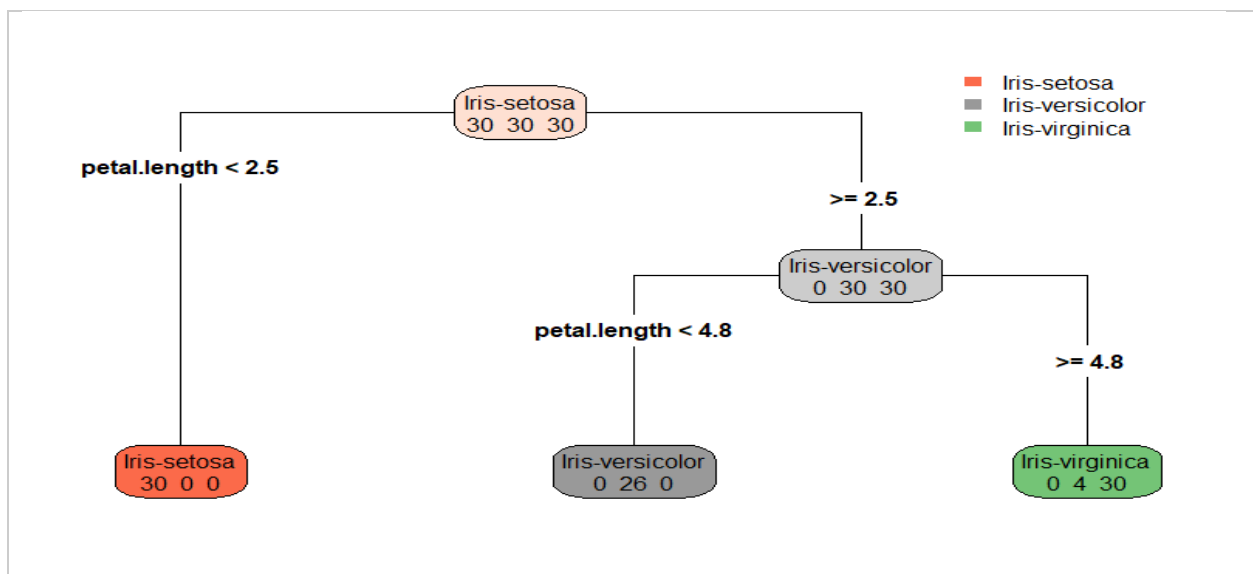 Iris-setosa
30 30 30
Iris-setosa
Iris-versicolor
Iris-virginica
petal.length < 2.5
>= 2.5
Iris-versicolor
0 30 30
petal.length < 4.8
>= 4.8
Iris-setosa
30 0 0
Iris-versicolor
0 26 0
Iris-virginica
0 4 30